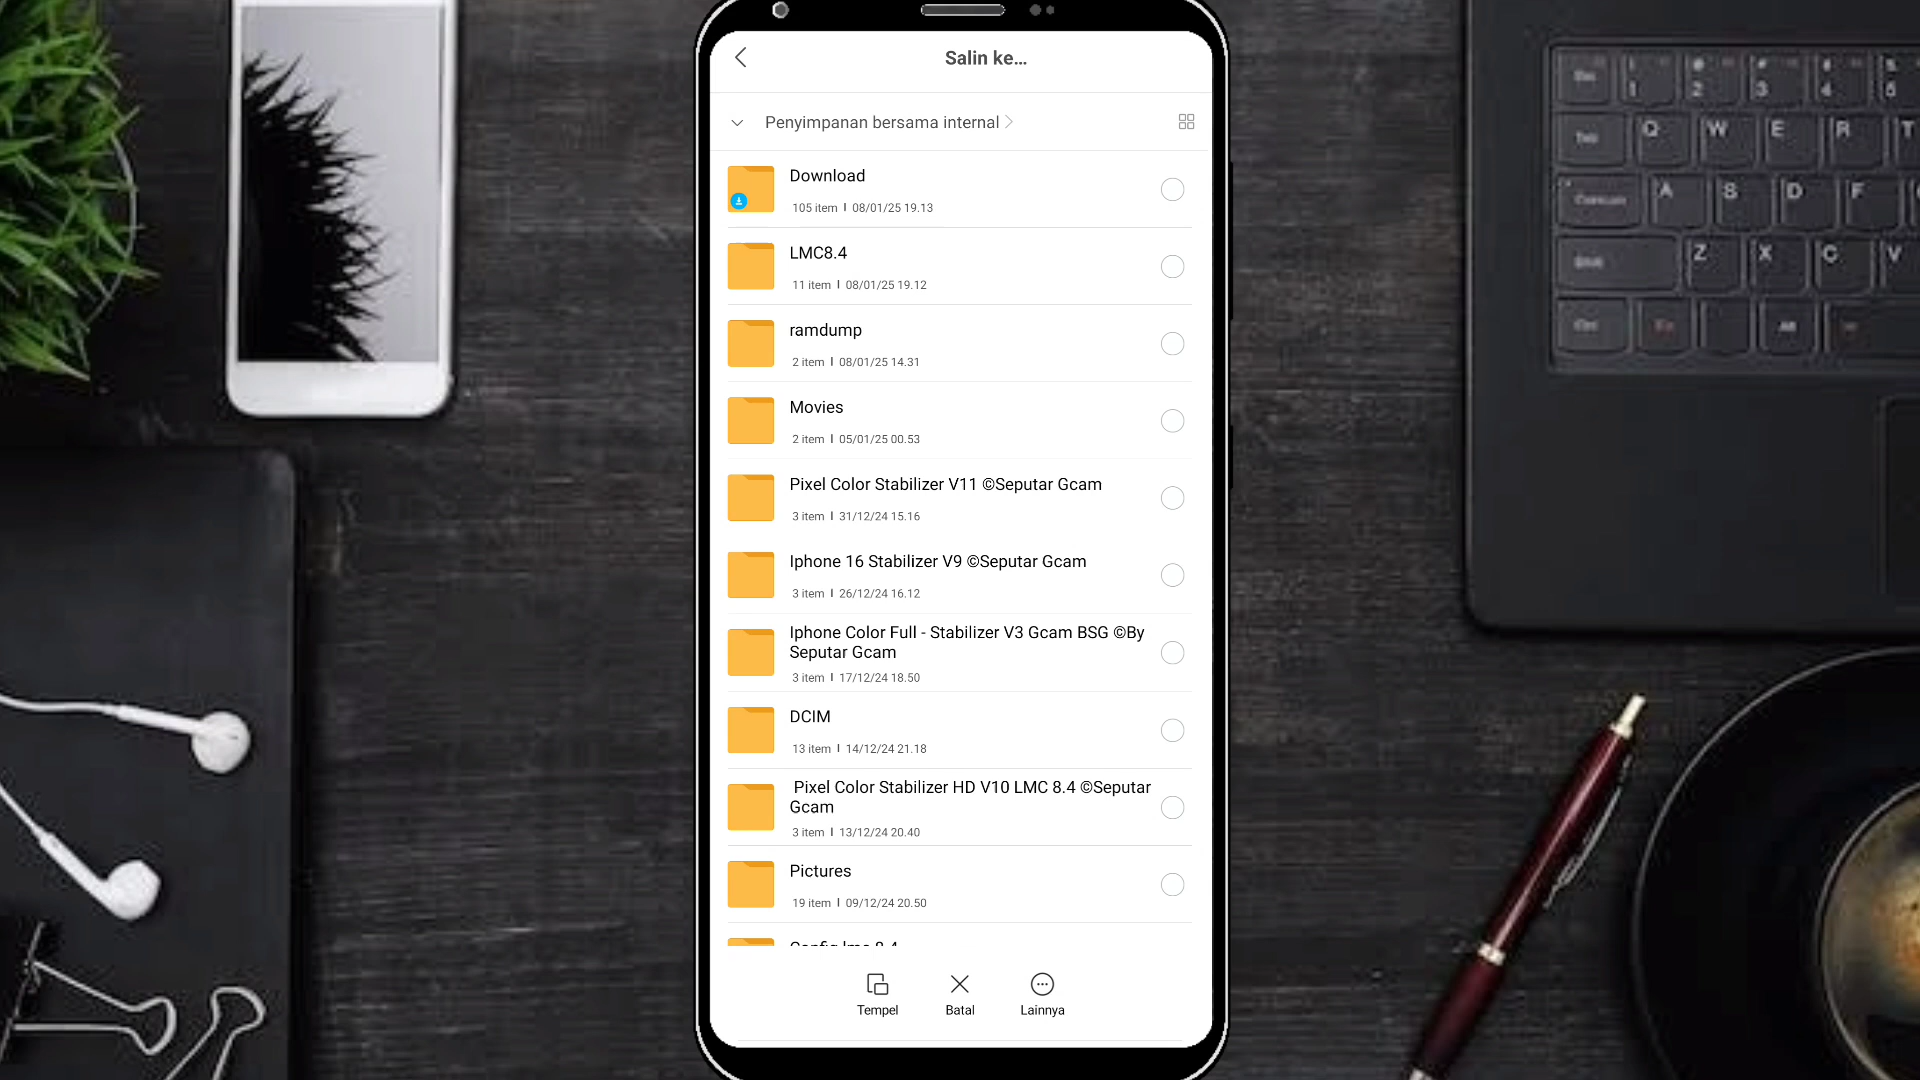 Salin ke...
Penyimpanan bersama internal
Download
105 item | 08/01/25 19.13
LMC8.4
11 item | 08/01/25 19.12
ramdump
2 item | 08/01/25 14.31
Movies
2 item | 05/01/25 00.53
Pixel Color Stabilizer V11 ©Seputar Gcam
3 item | 31/12/24 15.16
Iphone 16 Stabilizer V9 ©Seputar Gcam
3 item | 26/12/24 16.12
Iphone Color Full - Stabilizer V3 Gcam BSG ©By
Seputar Gcam
3 item | 17/12/24 18.50
DCIM
13 item | 14/12/24 21.18
Pixel Color Stabilizer HD V10 LMC 8.4 ©Seputar
Gcam
3 item | 13/12/24 20.40
Pictures
19 item | 09/12/24 20.50
Config lmc 8.4
Tempel Batal Lainnya
1 2 3 4 5
Q W E R T
A S D F
Z X C V